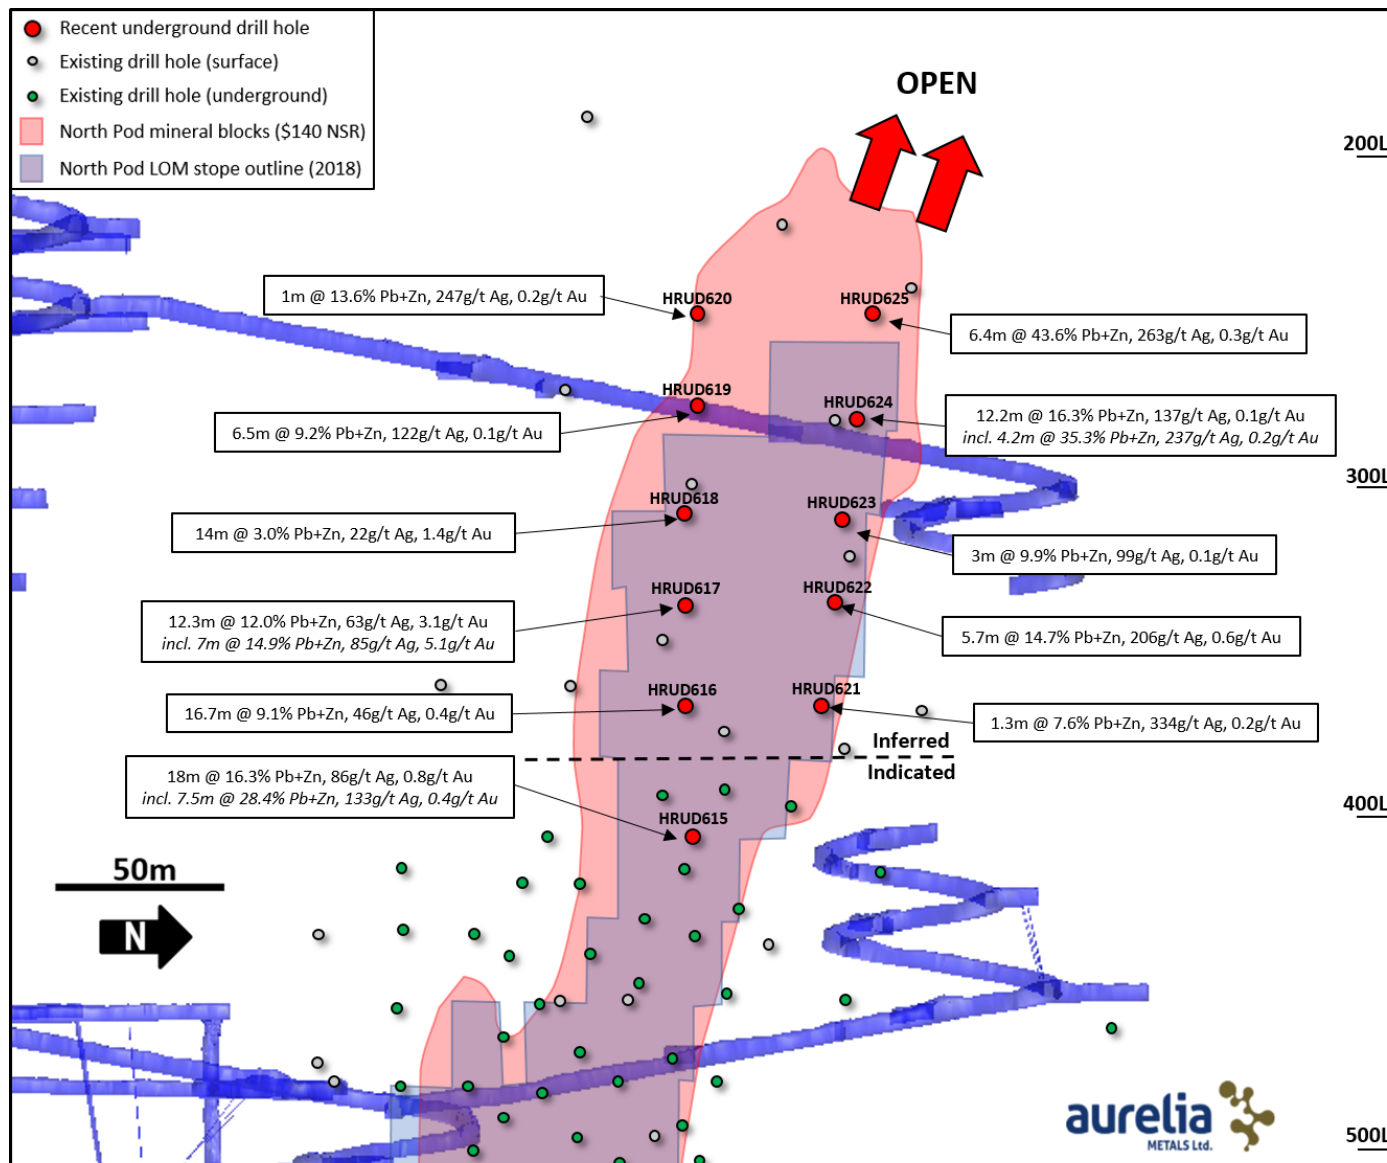 Recent underground drill hole
Existing drill hole (surface)
Existing drill hole (underground)
North Pod mineral blocks ($140 NSR)
North Pod LOM stope outline (2018)
OPEN
200L
HRUD620
HRUD625
1m @ 13.6% Pb+Zn, 247g/t Ag, 0.2g/t Au
6.4m @ 43.6% Pb+Zn, 263g/t Ag, 0.3g/t Au
HRUD619
HRUD624
6.5m @ 9.2% Pb+Zn, 122g/t Ag, 0.1g/t Au
12.2m @ 16.3% Pb+Zn, 137g/t Ag, 0.1g/t Au
incl. 4.2m @ 35.3% Pb+Zn, 237g/t Ag, 0.2g/t Au
300L
HRUD618
HRUD623
14m @ 3.0% Pb+Zn, 22g/t Ag, 1.4g/t Au
3m @ 9.9% Pb+Zn, 99g/t Ag, 0.1g/t Au
HRUD617
HRUD622
12.3m @ 12.0% Pb+Zn, 63g/t Ag, 3.1g/t Au
incl. 7m @ 14.9% Pb+Zn, 85g/t Ag, 5.1g/t Au
5.7m @ 14.7% Pb+Zn, 206g/t Ag, 0.6g/t Au
HRUD616
HRUD621
16.7m @ 9.1% Pb+Zn, 46g/t Ag, 0.4g/t Au
1.3m @ 7.6% Pb+Zn, 334g/t Ag, 0.2g/t Au
Inferred
Indicated
18m @ 16.3% Pb+Zn, 86g/t Ag, 0.8g/t Au
incl. 7.5m @ 28.4% Pb+Zn, 133g/t Ag, 0.4g/t Au
400L
HRUD615
50m
N
aurelia
METALS Ltd.
500L